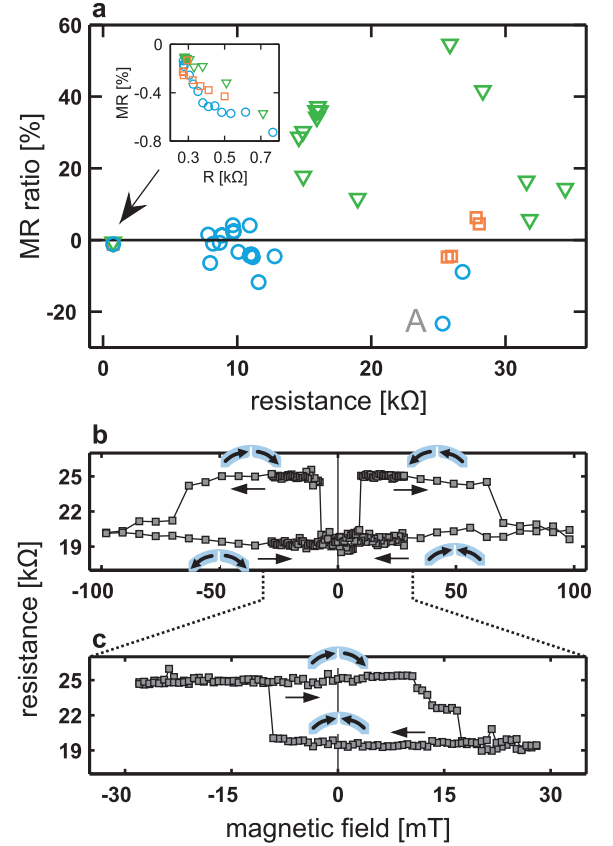 a
60
40
20
0
-20
MR ratio [%]
0
-0.4
-0.8
MR [%]
0.3 0.5 0.7
R [kΩ]
A
0 10 20 30
resistance [kΩ]
b
25
22
19
-100 -50 0 50 100
resistance [kΩ]
c
25
22
19
-30 -15 0 15 30
magnetic field [mT]